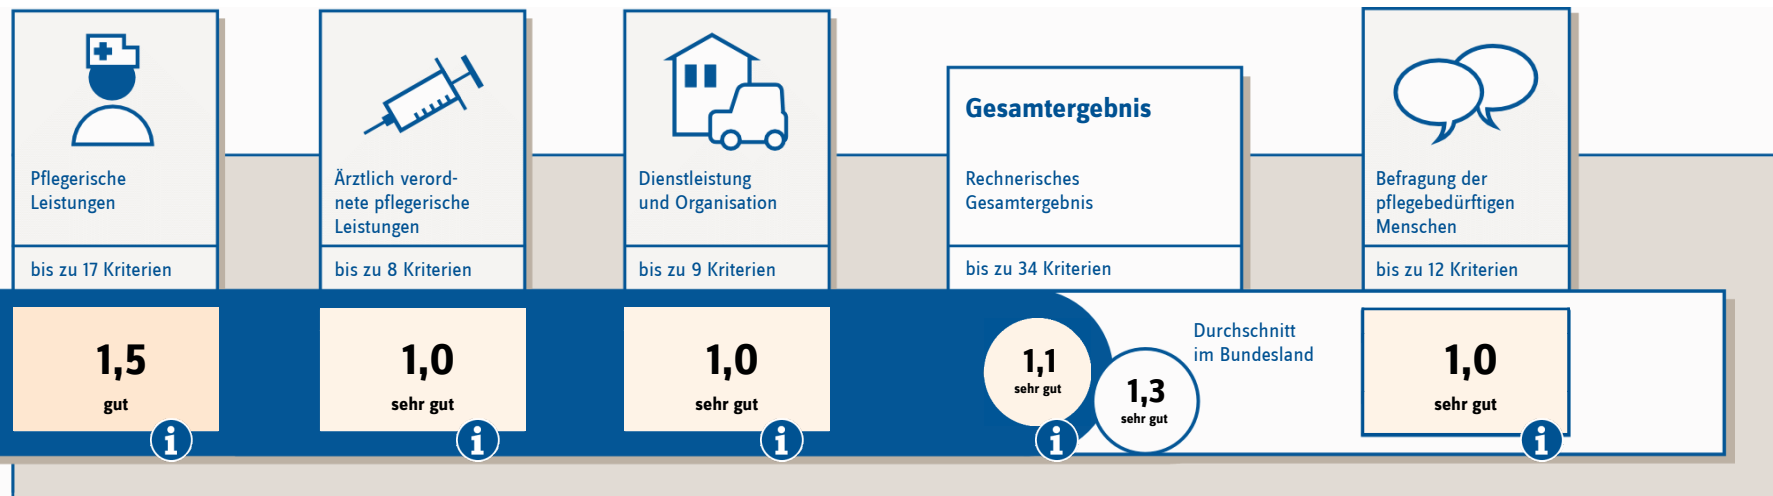 Pflegerische
Leistungen
bis zu 17 Kriterien
1,5
gut
i
Ärztlich verord-
nete pflegerische
Leistungen
bis zu 8 Kriterien
1,0
sehr gut
i
Dienstleistung
und Organisation
bis zu 9 Kriterien
1,0
sehr gut
i
Gesamtergebnis
Rechnerisches
Gesamtergebnis
bis zu 34 Kriterien
1,1
sehr gut
i
1,3
sehr gut
Durchschnitt
im Bundesland
Befragung der
pflegebedürftigen
Menschen
bis zu 12 Kriterien
1,0
sehr gut
i